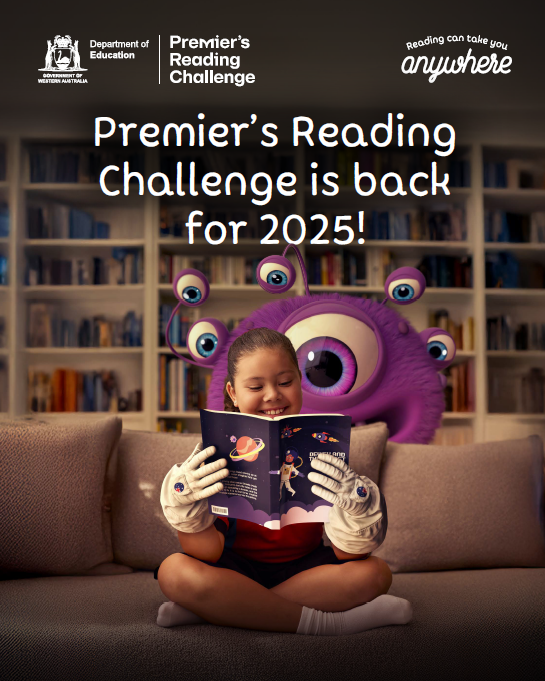 GOVERNMENT OF
WESTERN AUSTRALIA
Department of
Education
Premier's
Reading
Challenge
Reading can take you
anywhere
Premier's Reading
Challenge is back
for 2025!